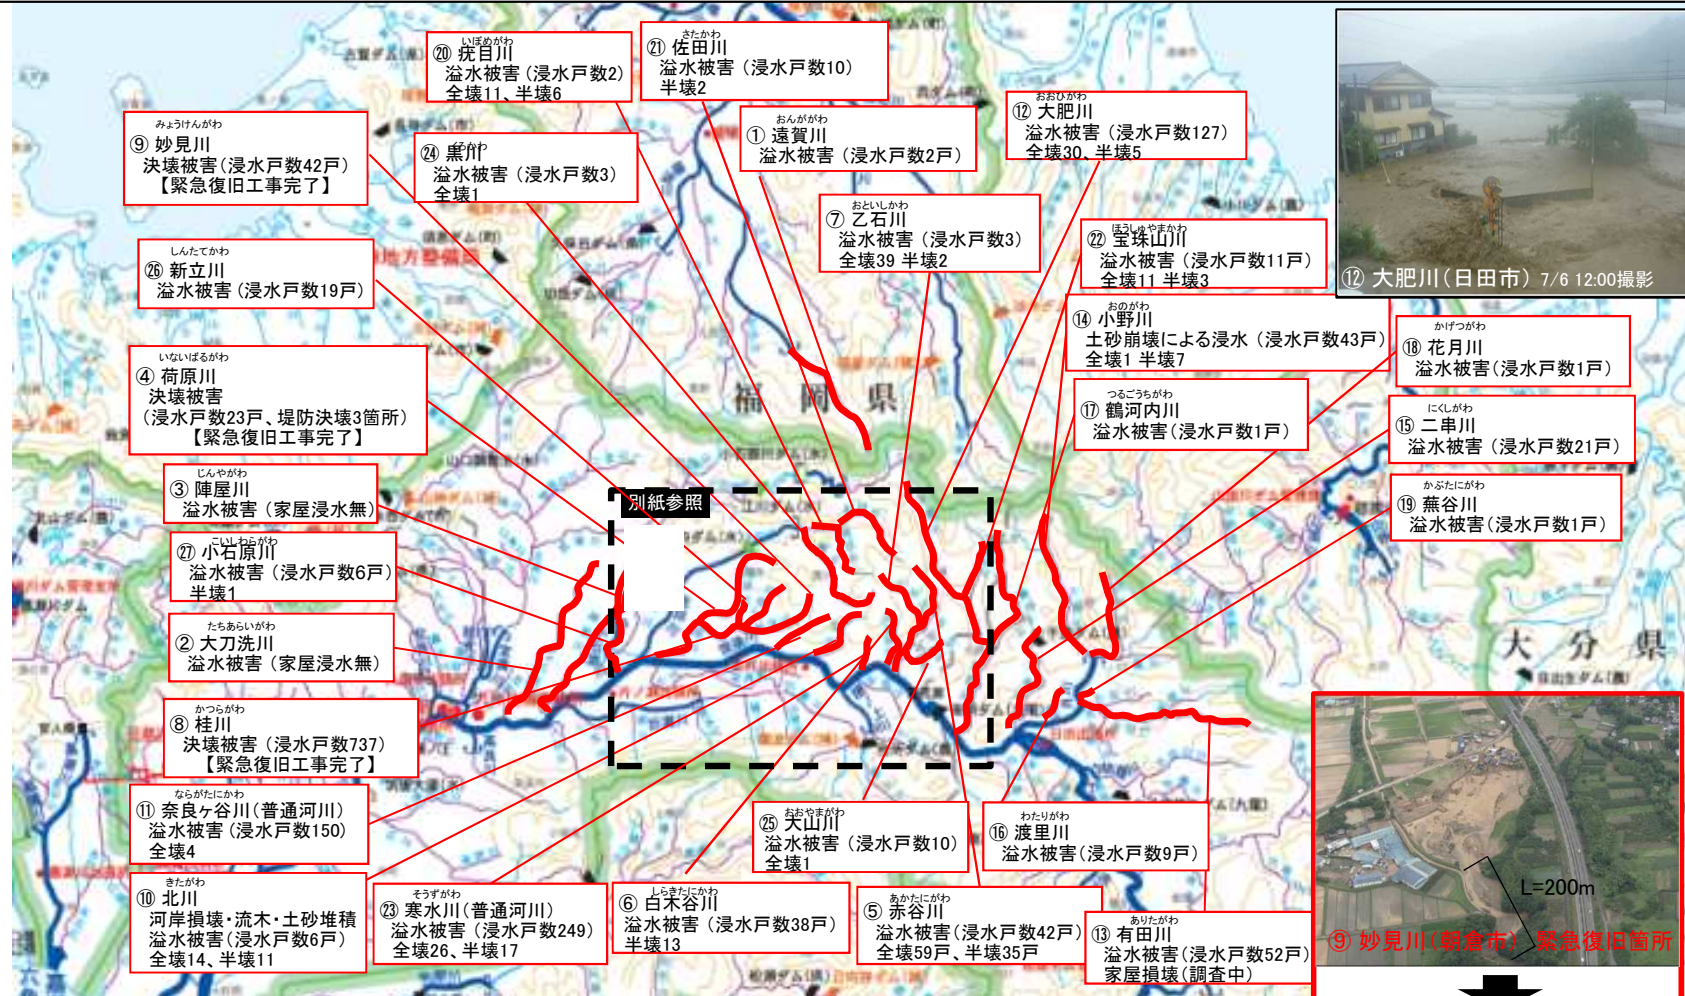 いぼめがわ
⑳ 疣目川
溢水被害（浸水戸数2）
全壊11、半壊6
さたかわ
㉑ 佐田川
溢水被害（浸水戸数10）
半壊2
おんががわ
① 遠賀川
溢水被害（浸水戸数2戸）
おおひがわ
⑫ 大肥川
溢水被害（浸水戸数127）
全壊30、半壊5
みょうけんがわ
⑨ 妙見川
決壊被害（浸水戸数42戸）
【緊急復旧工事完了】
㉔ 黒川
溢水被害（浸水戸数3）
全壊1
おといしかわ
⑦ 乙石川
溢水被害（浸水戸数3）
全壊39 半壊2
ほうしゅやまかわ
㉒ 宝珠山川
溢水被害（浸水戸数11戸）
全壊11 半壊3
⑫ 大肥川（日田市） 7/6 12:00撮影
しんたてかわ
㉖ 新立川
溢水被害（浸水戸数19戸）
おのがわ
⑭ 小野川
土砂崩壊による浸水（浸水戸数43戸）
全壊1 半壊7
かげつがわ
⑱ 花月川
溢水被害（浸水戸数1戸）
いないばるがわ
④ 荷原川
決壊被害
（浸水戸数23戸、堤防決壊3箇所）
【緊急復旧工事完了】
福岡県
つるごうちがわ
⑰ 鶴河内川
溢水被害（浸水戸数1戸）
にくしがわ
⑮ 二串川
溢水被害（浸水戸数21戸）
じんやがわ
③ 陣屋川
溢水被害（家屋浸水無）
別紙参照
かぶたにがわ
⑲ 蕪谷川
溢水被害（浸水戸数1戸）
こいしわらがわ
㉗ 小石原川
溢水被害（浸水戸数6戸）
半壊1
たちあらいがわ
② 大刀洗川
溢水被害（家屋浸水無）
大分県
かつらがわ
⑧ 桂川
決壊被害（浸水戸数737）
【緊急復旧工事完了】
ならがたにかわ
⑪ 奈良ヶ谷川（普通河川）
溢水被害（浸水戸数150）
全壊4
おおやまがわ
㉕ 大山川
溢水被害（浸水戸数10）
全壊1
わたりがわ
⑯ 渡里川
溢水被害（浸水戸数9戸）
きたがわ
⑩ 北川
河岸損壊・流木・土砂堆積
溢水被害（浸水戸数6戸）
全壊14、半壊11
そうずがわ
㉓ 寒水川（普通河川）
溢水被害（浸水戸数249）
全壊26、半壊17
しらきたにかわ
⑥ 白木谷川
溢水被害（浸水戸数38戸）
半壊13
あかたにがわ
⑤ 赤谷川
溢水被害（浸水戸数42戸）
全壊59戸、半壊35戸
ありたがわ
⑬ 有田川
溢水被害（浸水戸数52戸）
家屋損壊（調査中）
L=200m
⑨ 妙見川（朝倉市） 緊急復旧箇所